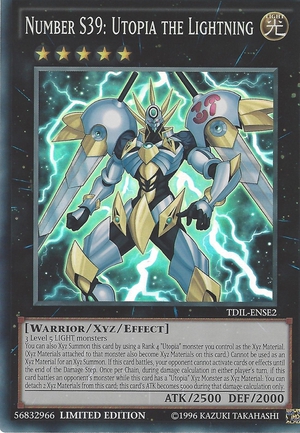 NUMBER S39: UTOPIA THE LIGHTNING
LIGHT
光
TDIL-ENSE2
[WARRIOR/XYZ/EFFECT]
3 Level 5 LIGHT monsters
You can also Xyz Summon this card by using a Rank 4 "Utopia" monster you control as the Xyz Material.
(Xyz Materials attached to that monster also become Xyz Materials on this card.) Cannot be used as an
Xyz Material for an Xyz Summon. If this card battles, your opponent cannot activate cards or effects until
the end of the Damage Step. Once per Chain, during damage calculation in either player's turn, if this
card battles an opponent's monster while this card has a "Utopia" Xyz Monster as Xyz Material: You can
detach 2 Xyz Materials from this card; this card's ATK becomes 5000 during that damage calculation only.
ATK/2500 DEF/2000
56832966 LIMITED EDITION ©1996 KAZUKI TAKAHASHI